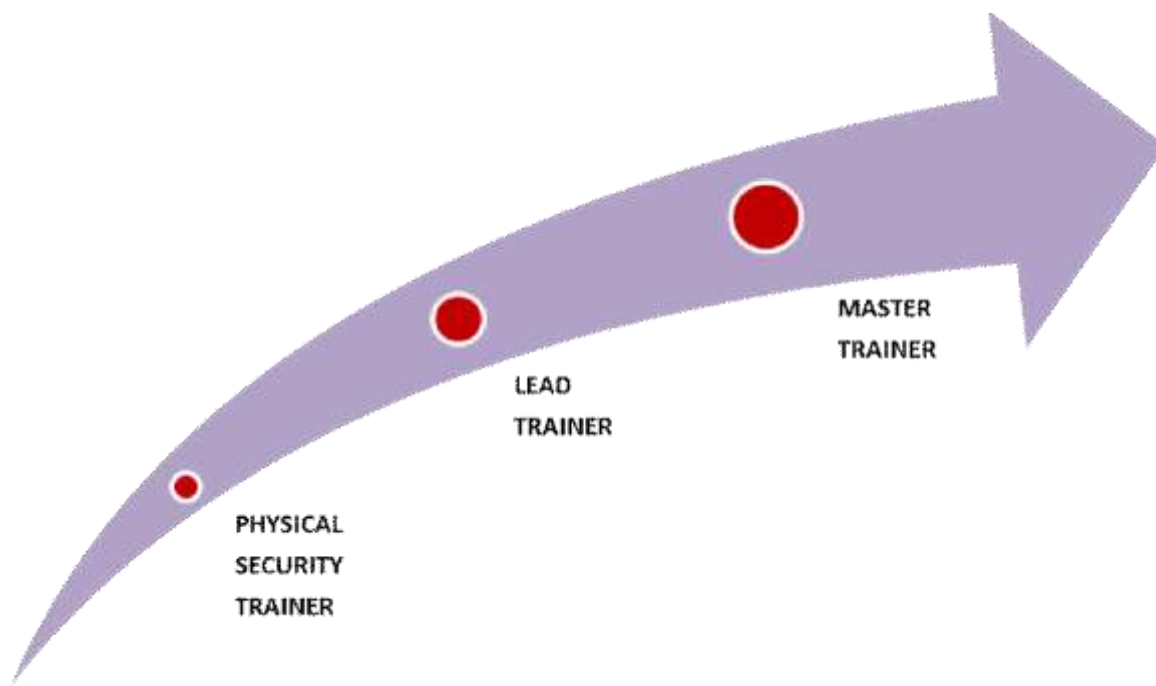 MASTER
TRAINER
LEAD
TRAINER
PHYSICAL
SECURITY
TRAINER